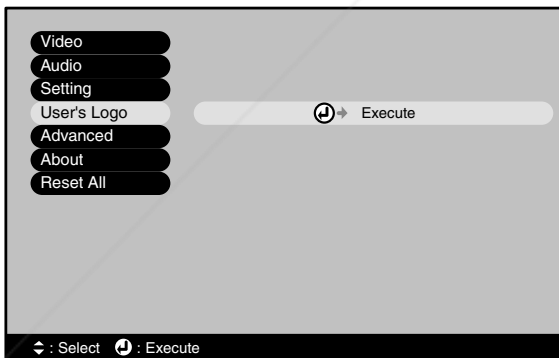 Video
Audio
Setting
User's Logo
Execute
Advanced
About
Reset All
: Select : Execute